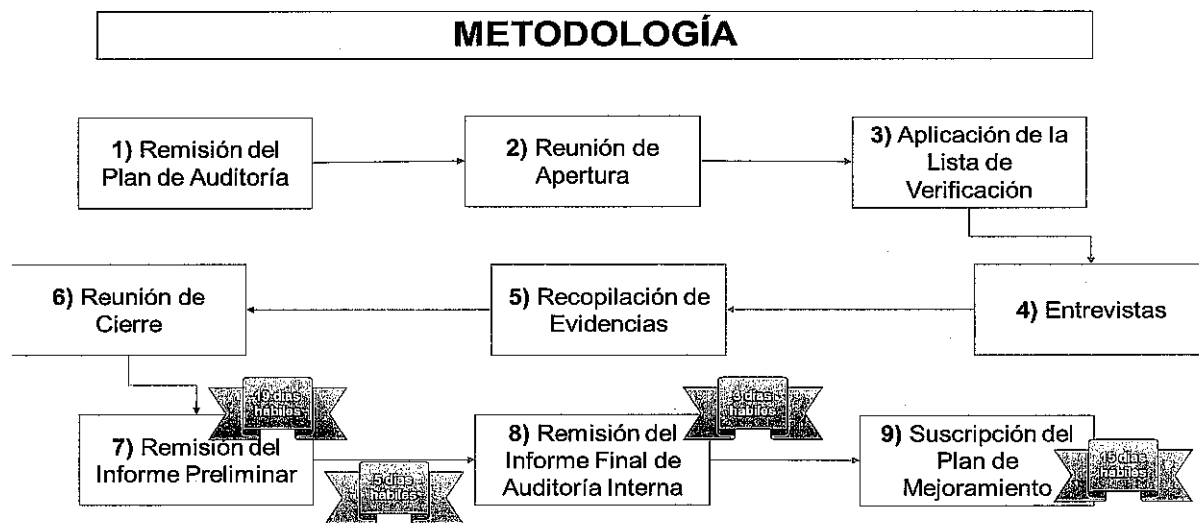 METODOLOGÍA
1) Remisión del
Plan de Auditoría
2) Reunión de
Apertura
3) Aplicación de la
Lista de
Verificación
6) Reunión de
Cierre
5) Recopilación de
Evidencias
4) Entrevistas
19 días
hábiles
3 días
hábiles
7) Remisión del
Informe Preliminar
5 días
hábiles
8) Remisión del
Informe Final de
Auditoría Interna
9) Suscripción del
Plan de
Mejoramiento
15 días
hábiles